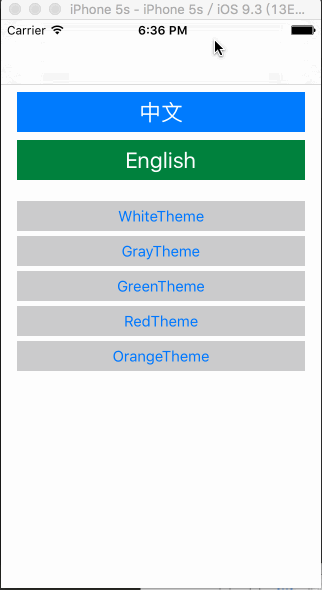 iPhone 5s - iPhone 5s / iOS 9.3 (13E...
Carrier 6:36 PM
中文
English
WhiteTheme
GrayTheme
GreenTheme
RedTheme
OrangeTheme